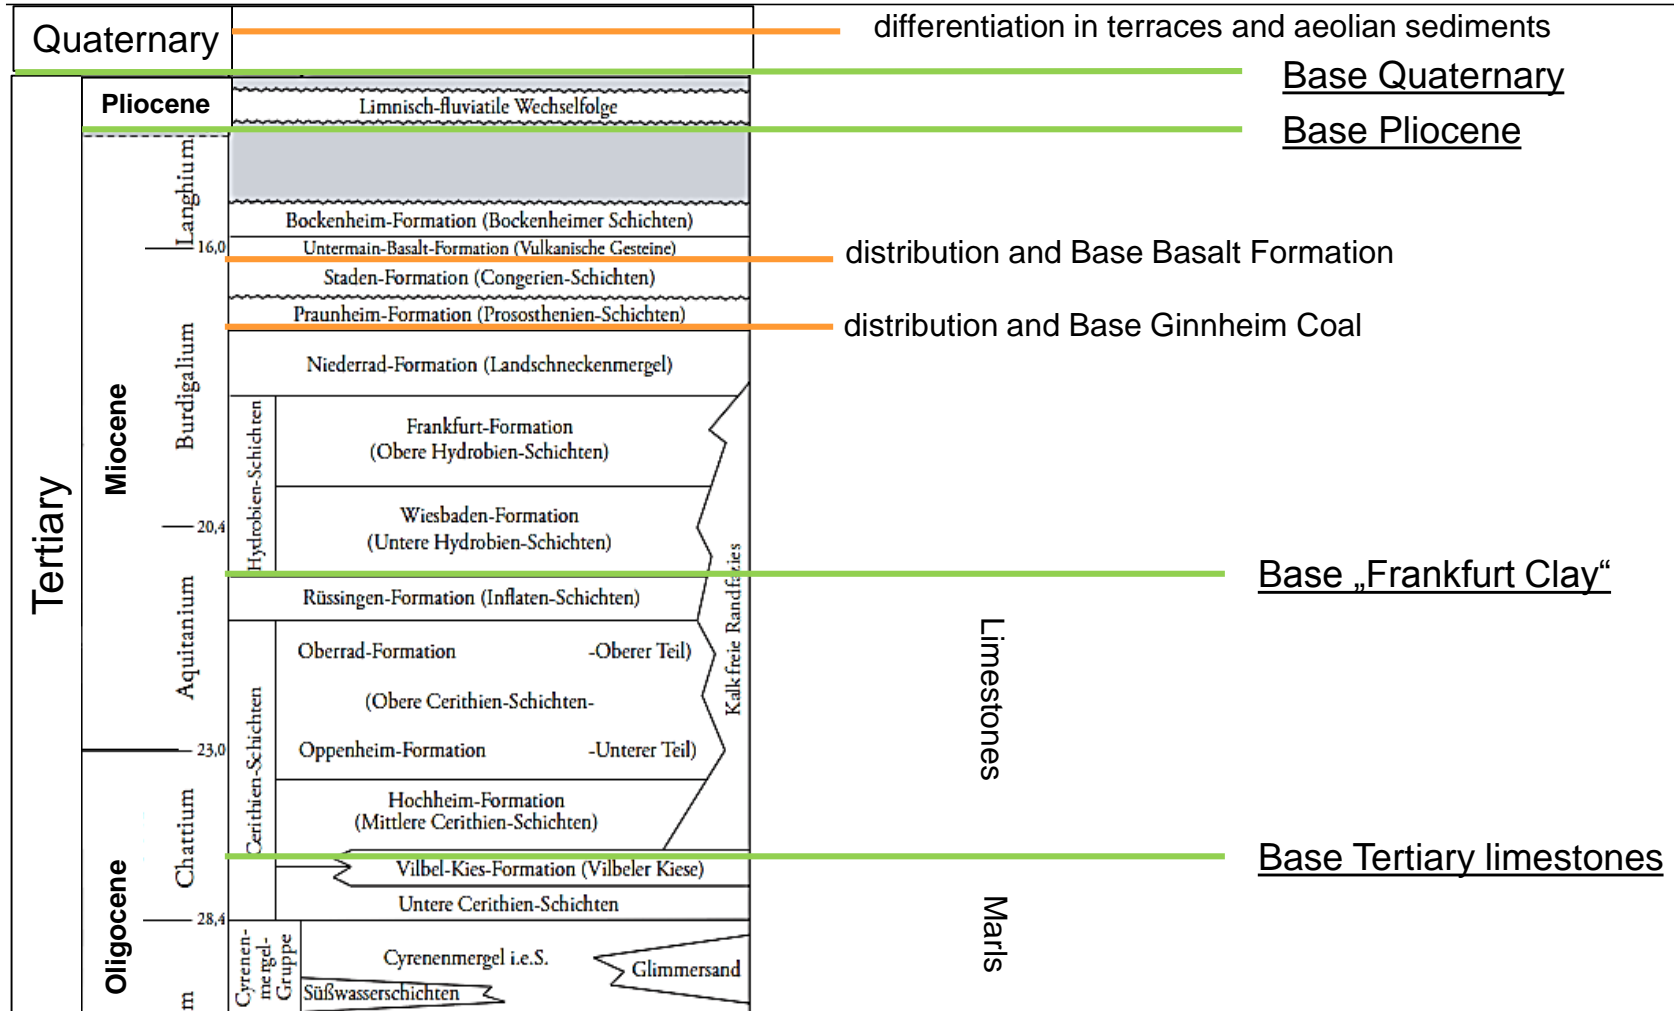 Quaternary
differentiation in terraces and aeolian sediments
Base Quaternary
Pliocene
Limnisch-fluviatile Wechselfolge
Base Pliocene
Tertiary
Miocene
Oligocene
Langhium
Burdigalium
Aquitanium
Chattium
m
16,0
20,4
23,0
28,4
Bockenheim-Formation (Bockenheimer Schichten)
Untermain-Basalt-Formation (Vulkanische Gesteine)
distribution and Base Basalt Formation
Staden-Formation (Congerien-Schichten)
Praunheim-Formation (Prososthenien-Schichten)
distribution and Base Ginnheim Coal
Niederrad-Formation (Landschneckenmergel)
Hydrobien-Schichten
Frankfurt-Formation
(Obere Hydrobien-Schichten)
Wiesbaden-Formation
(Untere Hydrobien-Schichten)
Kalkfreie Randfazies
Base „Frankfurt Clay“
Rüssingen-Formation (Inflaten-Schichten)
Limestones
Cerithien-Schichten
Oberrad-Formation -Oberer Teil)
(Obere Cerithien-Schichten-
Oppenheim-Formation -Unterer Teil)
Hochheim-Formation
(Mittlere Cerithien-Schichten)
Base Tertiary limestones
Vilbel-Kies-Formation (Vilbeler Kiese)
Untere Cerithien-Schichten
Marls
Cyrenen-
mergel-
Gruppe
Cyrenenmergel i.e.S.
Glimmersand
Süßwasserschichten